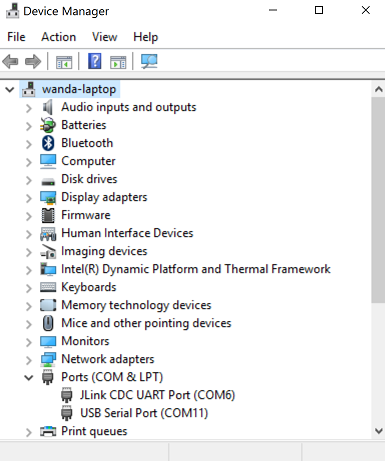 Device Manager
File Action View Help
wanda-laptop
Audio inputs and outputs
Batteries
Bluetooth
Computer
Disk drives
Display adapters
Firmware
Human Interface Devices
Imaging devices
Intel(R) Dynamic Platform and Thermal Framework
Keyboards
Memory technology devices
Mice and other pointing devices
Monitors
Network adapters
Ports (COM & LPT)
JLink CDC UART Port (COM6)
USB Serial Port (COM11)
Print queues